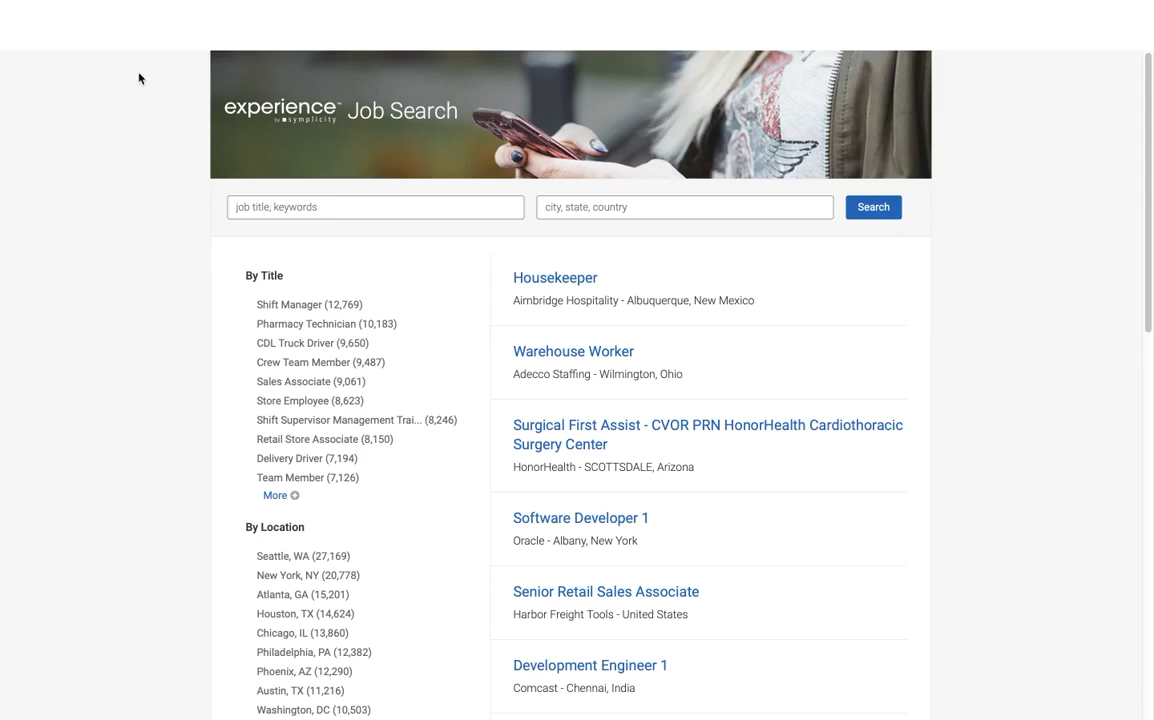 experience™ Job Search
by symplicity
job title, keywords
city, state, country
Search
By Title
Shift Manager (12,769)
Pharmacy Technician (10,183)
CDL Truck Driver (9,650)
Crew Team Member (9,487)
Sales Associate (9,061)
Store Employee (8,623)
Shift Supervisor Management Trai... (8,246)
Retail Store Associate (8,150)
Delivery Driver (7,194)
Team Member (7,126)
More
By Location
Seattle, WA (27,169)
New York, NY (20,778)
Atlanta, GA (15,201)
Houston, TX (14,624)
Chicago, IL (13,860)
Philadelphia, PA (12,382)
Phoenix, AZ (12,290)
Austin, TX (11,216)
Washington, DC (10,503)
Housekeeper
Aimbridge Hospitality - Albuquerque, New Mexico
Warehouse Worker
Adecco Staffing - Wilmington, Ohio
Surgical First Assist - CVOR PRN HonorHealth Cardiothoracic
Surgery Center
HonorHealth - SCOTTSDALE, Arizona
Software Developer 1
Oracle - Albany, New York
Senior Retail Sales Associate
Harbor Freight Tools - United States
Development Engineer 1
Comcast - Chennai, India